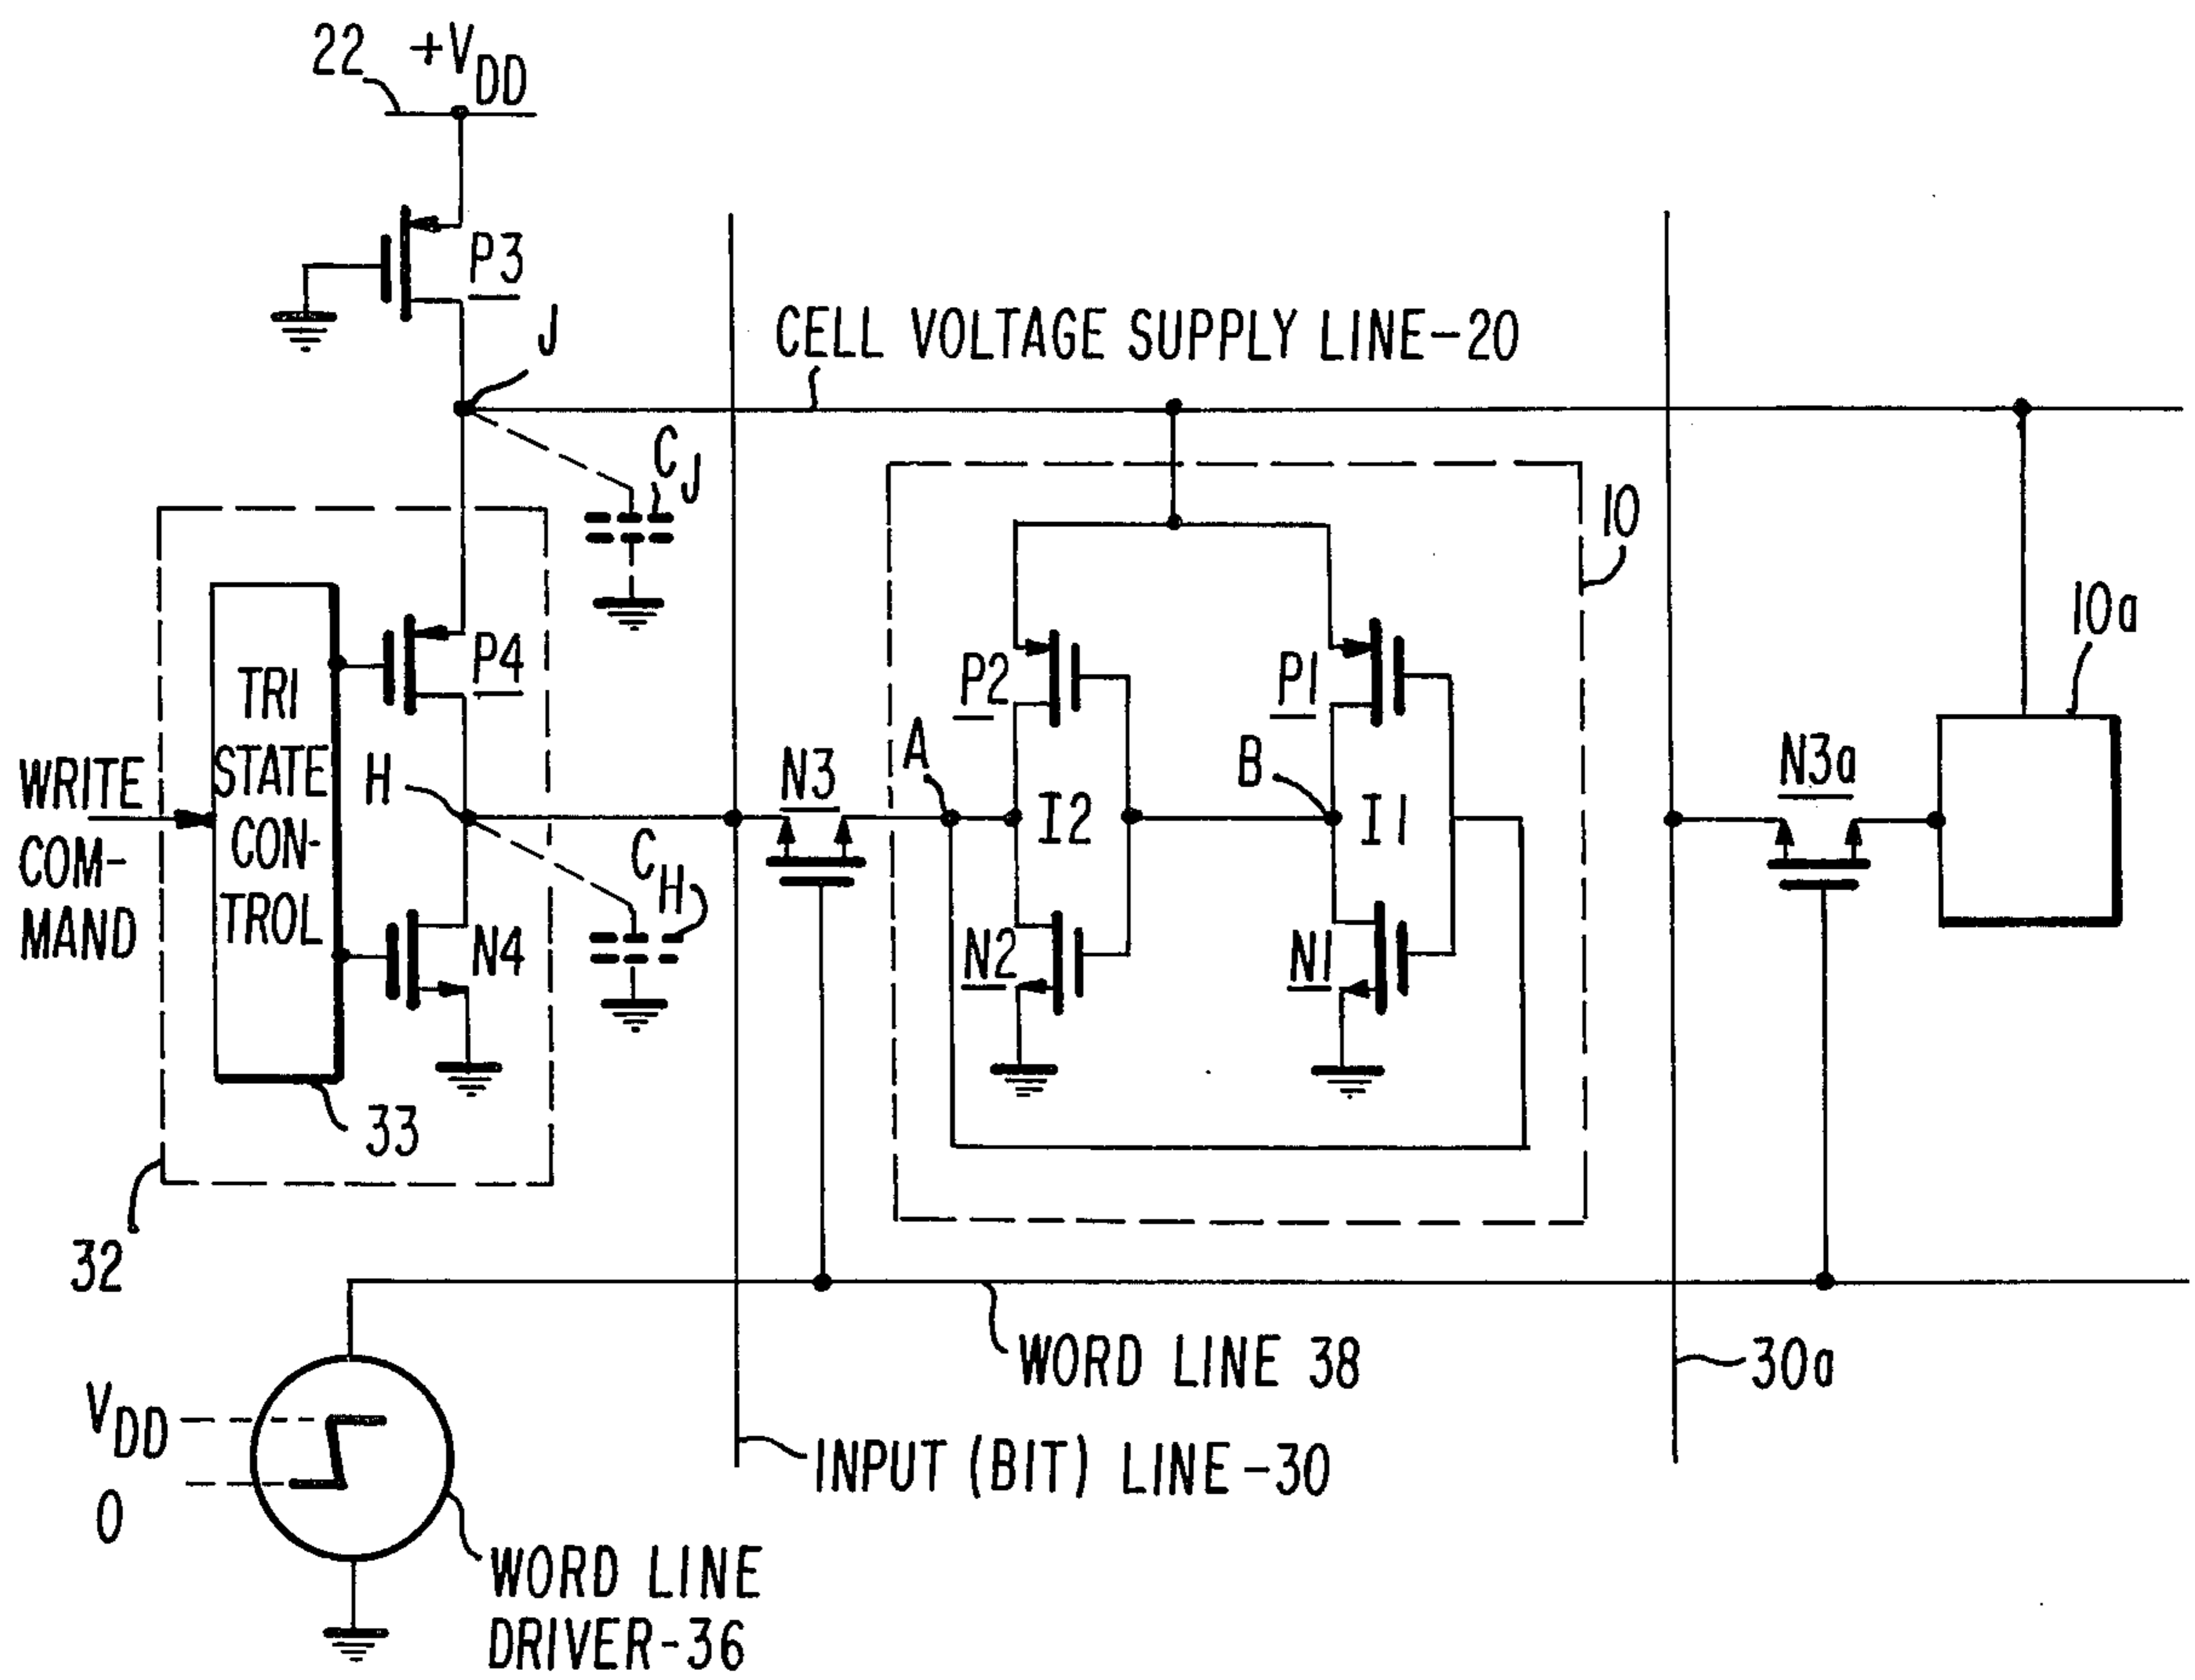 22
+VDD
P3
J
CELL VOLTAGE SUPPLY LINE-20
CJ
10
10a
P4
P2
P1
TRI
STATE
CON-
TROL
WRITE
COM-
MAND
H
N3
A
I2
B
I1
N3a
CH
N4
N2
N1
33
32
WORD LINE 38
30a
VDD
0
INPUT (BIT) LINE-30
WORD LINE
DRIVER-36